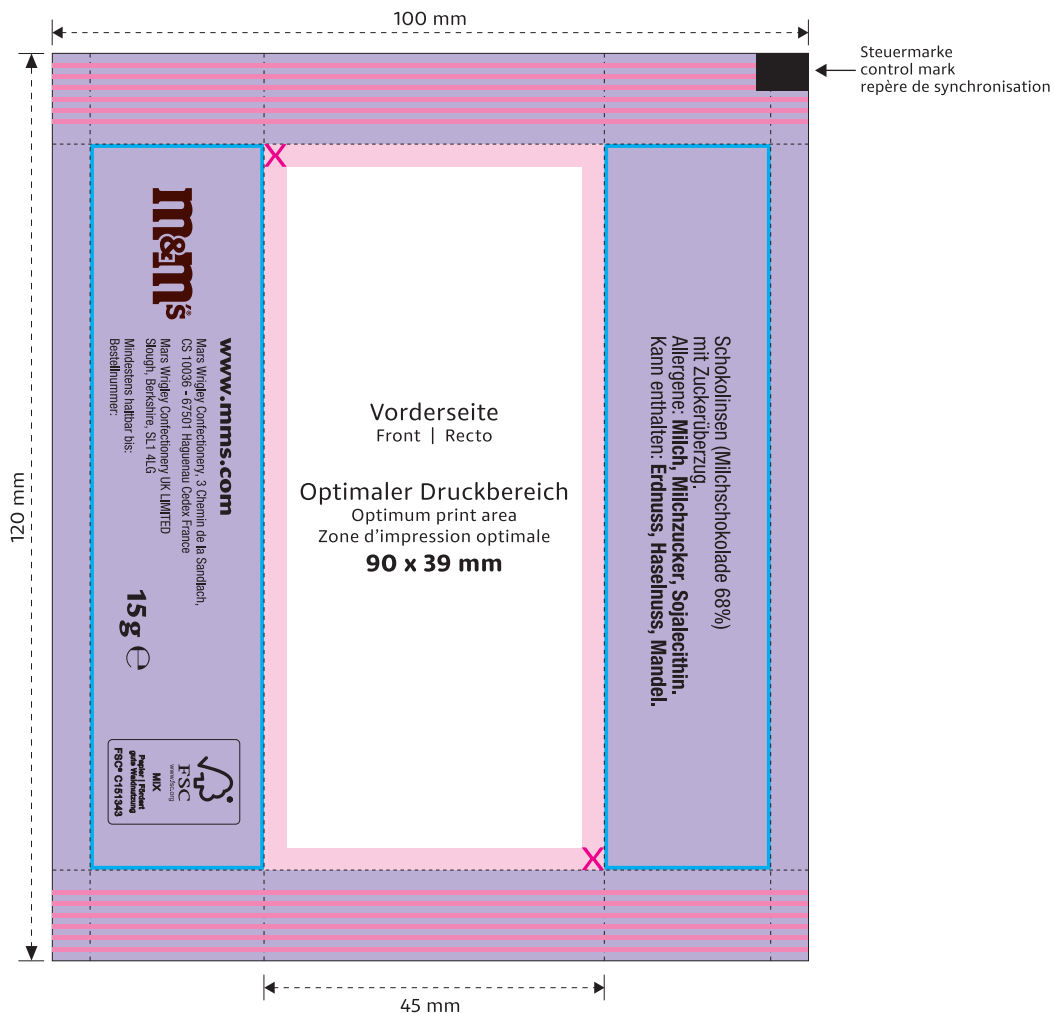 100 mm
Steuermarke
control mark
repère de synchronisation
120 mm
X
m&m's®
www.mms.com
Mars Wrigley Confectionery, 3 Chemin de la Sandlach,
CS 10036 - 67501 Haguenau Cedex France
Mars Wrigley Confectionery UK LIMITED
Slough, Berkshire, SL1 4LG
Mindestens haltbar bis:
Bestellnummer:
15g ℮
FSC
www.fsc.org
MIX
Papier | Fördert
gute Waldnutzung
FSC® C151343
Vorderseite
Front | Recto
Optimaler Druckbereich
Optimum print area
Zone d'impression optimale
90 x 39 mm
Schokolinsen (Milchschokolade 68%)
mit Zuckerüberzug.
Allergene: Milch, Milchzucker, Sojalecithin.
Kann enthalten: Erdnuss, Haselnuss, Mandel.
X
45 mm